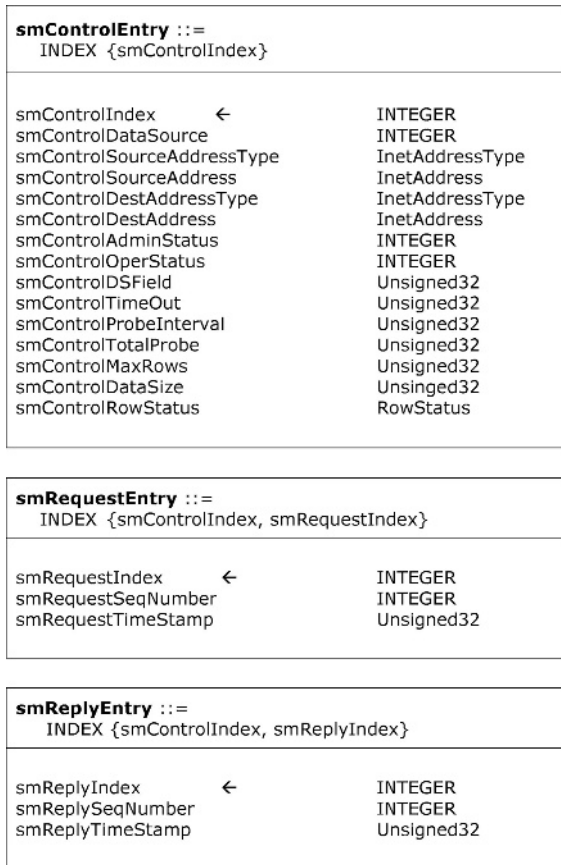 smControlEntry ::=
INDEX {smControlIndex}
smControlIndex ← INTEGER
smControlDataSource INTEGER
smControlSourceAddressType InetAddressType
smControlSourceAddress InetAddress
smControlDestAddressType InetAddressType
smControlDestAddress InetAddress
smControlAdminStatus INTEGER
smControlOperStatus INTEGER
smControlDSField Unsigned32
smControlTimeOut Unsigned32
smControlProbeInterval Unsigned32
smControlTotalProbe Unsigned32
smControlMaxRows Unsigned32
smControlDataSize Unsinged32
smControlRowStatus RowStatus
smRequestEntry ::=
INDEX {smControlIndex, smRequestIndex}
smRequestIndex ← INTEGER
smRequestSeqNumber INTEGER
smRequestTimeStamp Unsigned32
smReplyEntry ::=
INDEX {smControlIndex, smReplyIndex}
smReplyIndex ← INTEGER
smReplySeqNumber INTEGER
smReplyTimeStamp Unsigned32